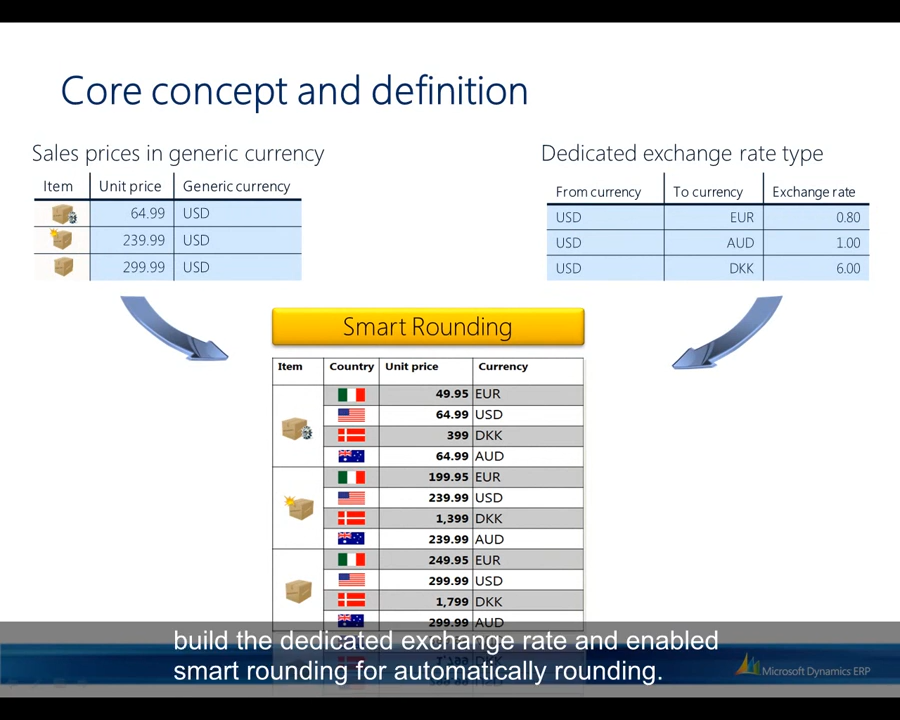 Core concept and definition
Sales prices in generic currency
Item Unit price Generic currency
64.99 USD
239.99 USD
299.99 USD
Dedicated exchange rate type
From currency To currency Exchange rate
USD EUR 0.80
USD AUD 1.00
USD DKK 6.00
Smart Rounding
Item Country Unit price Currency
49.95 EUR
64.99 USD
399 DKK
64.99 AUD
199.95 EUR
239.99 USD
1,399 DKK
239.99 AUD
249.95 EUR
299.99 USD
1,799 DKK
299.99 AUD
build the dedicated exchange rate and enabled
smart rounding for automatically rounding.
Microsoft Dynamics ERP